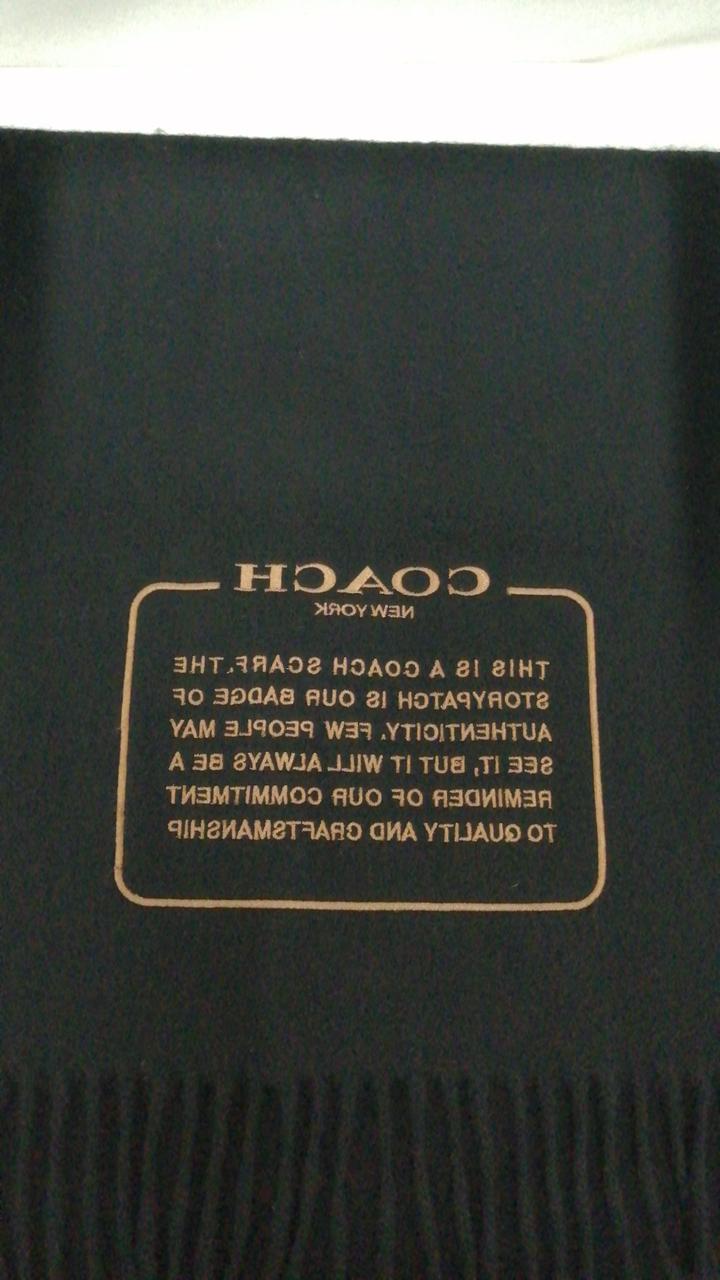 COACH
NEW YORK
THIS IS A COACH SCARF.THE
STORYPATCH IS OUR BADGE OF
AUTHENTICITY. FEW PEOPLE MAY
SEE IT, BUT IT WILL ALWAYS BE A
REMINDER OF OUR COMMITMENT
TO QUALITY AND CRAFTSMANSHIP